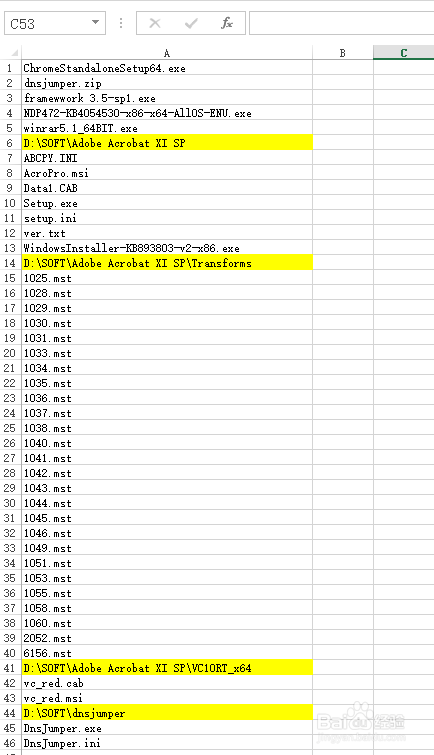 C53
fx
A B C
1 ChromeStandaloneSetup64.exe
2 dnsjumper.zip
3 framewwork 3.5-sp1.exe
4 NDP472-KB4054530-x86-x64-AllOS-ENU.exe
5 winrar5.1_64BIT.exe
6 D:\SOFT\Adobe Acrobat XI SP
7 ABCPY.INI
8 AcroPro.msi
9 Data1.CAB
10 Setup.exe
11 setup.ini
12 ver.txt
13 WindowsInstaller-KB893803-v2-x86.exe
14 D:\SOFT\Adobe Acrobat XI SP\Transforms
15 1025.mst
16 1028.mst
17 1029.mst
18 1030.mst
19 1031.mst
20 1033.mst
21 1034.mst
22 1035.mst
23 1036.mst
24 1037.mst
25 1038.mst
26 1040.mst
27 1041.mst
28 1042.mst
29 1043.mst
30 1044.mst
31 1045.mst
32 1046.mst
33 1049.mst
34 1051.mst
35 1053.mst
36 1055.mst
37 1058.mst
38 1060.mst
39 2052.mst
40 6156.mst
41 D:\SOFT\Adobe Acrobat XI SP\VC10RT_x64
42 vc_red.cab
43 vc_red.msi
44 D:\SOFT\dnsjumper
45 DnsJumper.exe
46 DnsJumper.ini
Baidu 经验
jingyan.baidu.com